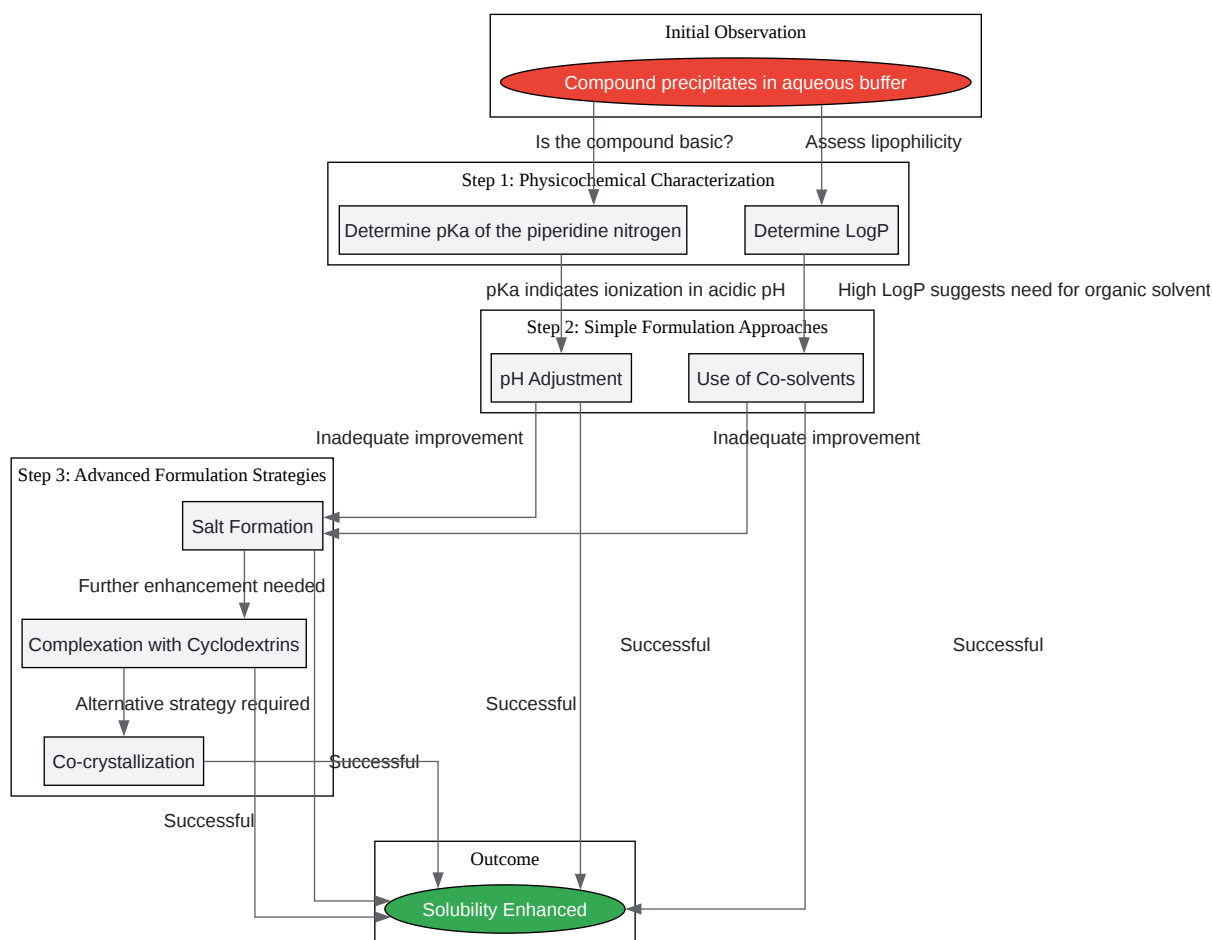 Initial Observation
Compound precipitates in aqueous buffer
Is the compound basic?
Assess lipophilicity
Step 1: Physicochemical Characterization
Determine pKa of the piperidine nitrogen
Determine LogP
pKa indicates ionization in acidic pH
High LogP suggests need for organic solvent
Step 2: Simple Formulation Approaches
pH Adjustment
Use of Co-solvents
Inadequate improvement
Inadequate improvement
Step 3: Advanced Formulation Strategies
Salt Formation
Further enhancement needed
Complexation with Cyclodextrins
Successful
Successful
Alternative strategy required
Successful
Co-crystallization
Successful
Successful
Outcome
Solubility Enhanced